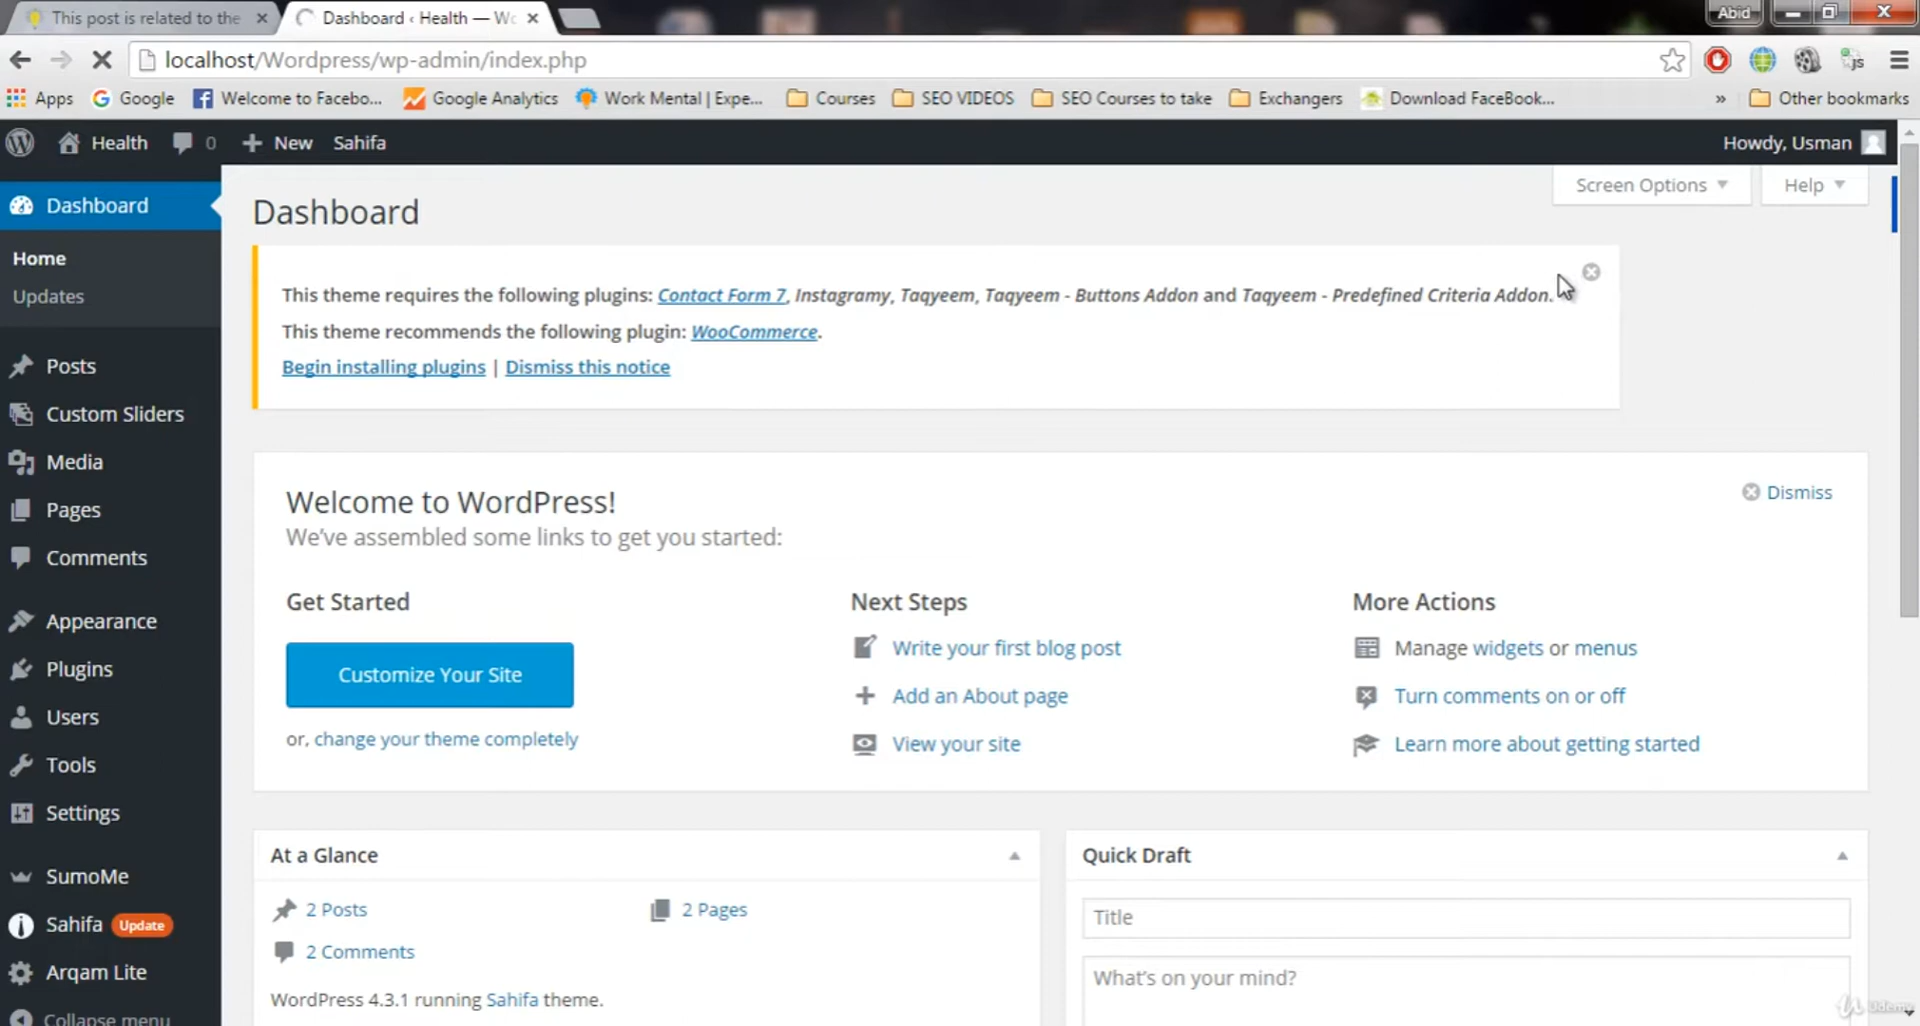 This post is related to the
Dashboard ‹ Health — Wo
Abid
localhost/Wordpress/wp-admin/index.php
Apps
Google
Welcome to Facebo...
Google Analytics
Work Mental | Expe...
Courses
SEO VIDEOS
SEO Courses to take
Exchangers
Download FaceBook...
»
Other bookmarks
Health
0
New
Sahifa
Howdy, Usman
Screen Options
Help
Dashboard
Home
Updates
Posts
Custom Sliders
Media
Pages
Comments
Appearance
Plugins
Users
Tools
Settings
SumoMe
Sahifa Update
Arqam Lite
Collapse menu
Dashboard
This theme requires the following plugins: Contact Form 7, Instagramy, Taqyeem, Taqyeem - Buttons Addon and Taqyeem - Predefined Criteria Addon.
This theme recommends the following plugin: WooCommerce.
Begin installing plugins | Dismiss this notice
Welcome to WordPress!
Dismiss
We've assembled some links to get you started:
Get Started
Customize Your Site
or, change your theme completely
Next Steps
Write your first blog post
Add an About page
View your site
More Actions
Manage widgets or menus
Turn comments on or off
Learn more about getting started
At a Glance
2 Posts
2 Pages
2 Comments
WordPress 4.3.1 running Sahifa theme.
Quick Draft
Title
What's on your mind?
Udemy